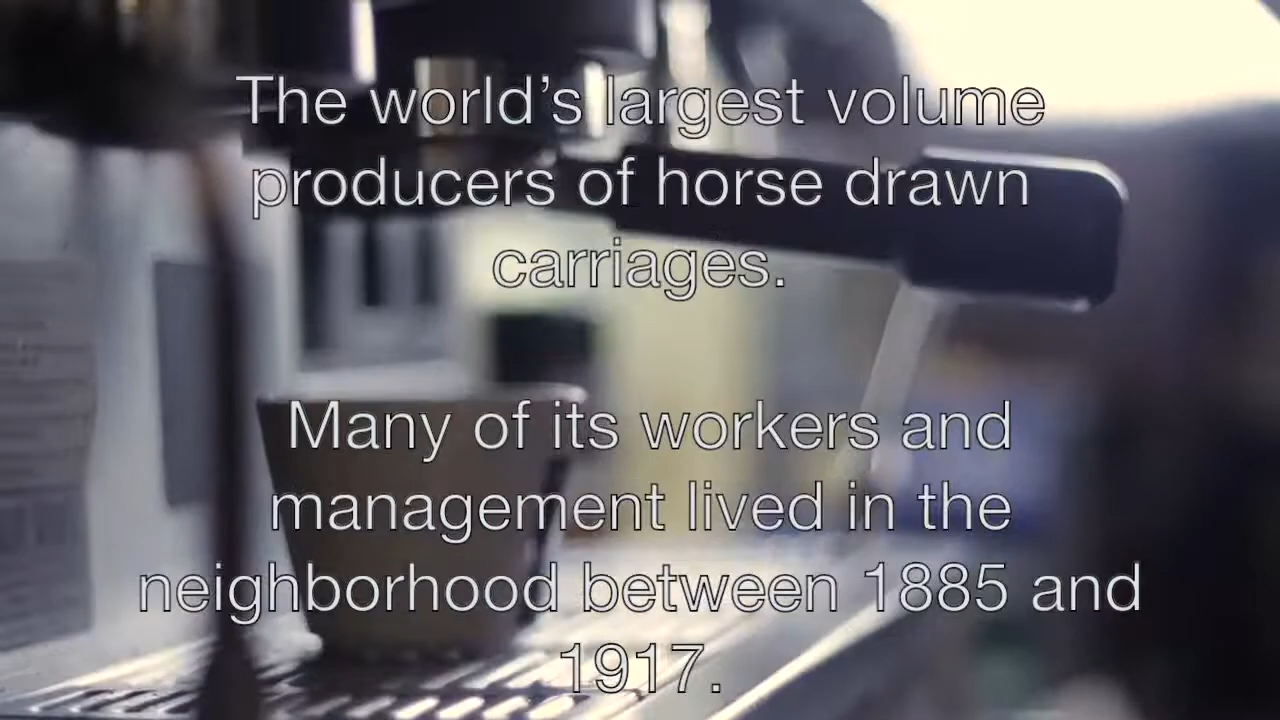 The world’s largest volume
producers of horse drawn
carriages.
Many of its workers and
management lived in the
neighborhood between 1885 and
1917.